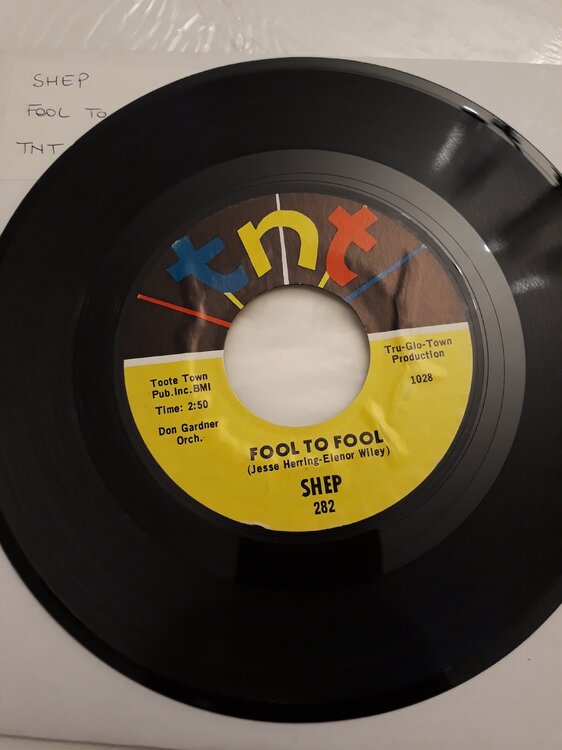 SHEP
FOOL TO
TNT
tnt
Toote Town
Pub.Inc.BMI
Time: 2:50
Don Gardner
Orch.
Tru-Glo-Town
Production
1028
FOOL TO FOOL
(Jesse Herring-Elenor Wiley)
SHEP
282